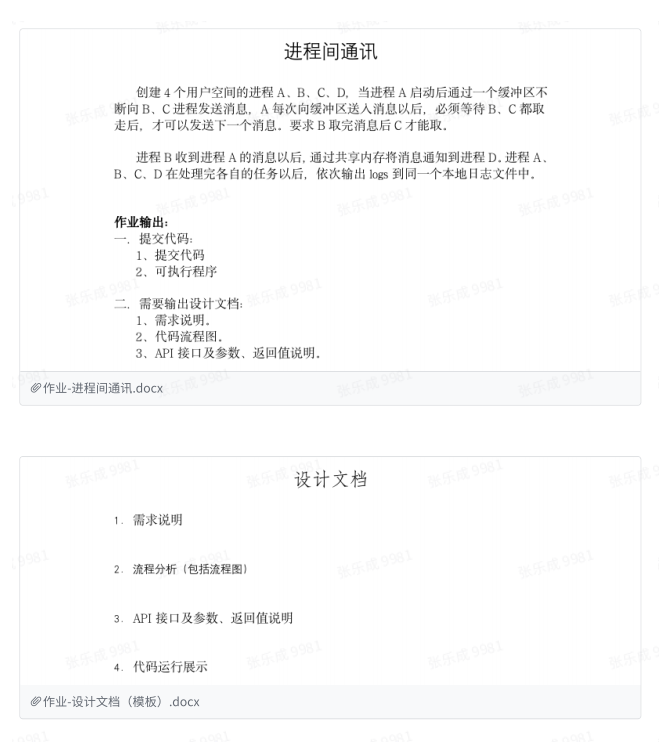 进程间通讯
创建 4 个用户空间的进程 A、B、C、D，当进程 A 启动后通过一个缓冲区不
断向 B、C 进程发送消息，A 每次向缓冲区送入消息以后，必须等待 B、C 都取
走后，才可以发送下一个消息。要求 B 取完消息后 C 才能取。
进程 B 收到进程 A 的消息以后，通过共享内存将消息通知到进程 D。进程 A、
B、C、D 在处理完各自的任务以后，依次输出 logs 到同一个本地日志文件中。
作业输出：
一．提交代码：
1、提交代码
2、可执行程序
二．需要输出设计文档：
1、需求说明。
2、代码流程图。
3、API 接口及参数、返回值说明。
作业-进程间通讯.docx
设计文档
1．需求说明
2．流程分析（包括流程图）
3．API 接口及参数、返回值说明
4．代码运行展示
作业-设计文档（模板）.docx
张乐成 9981